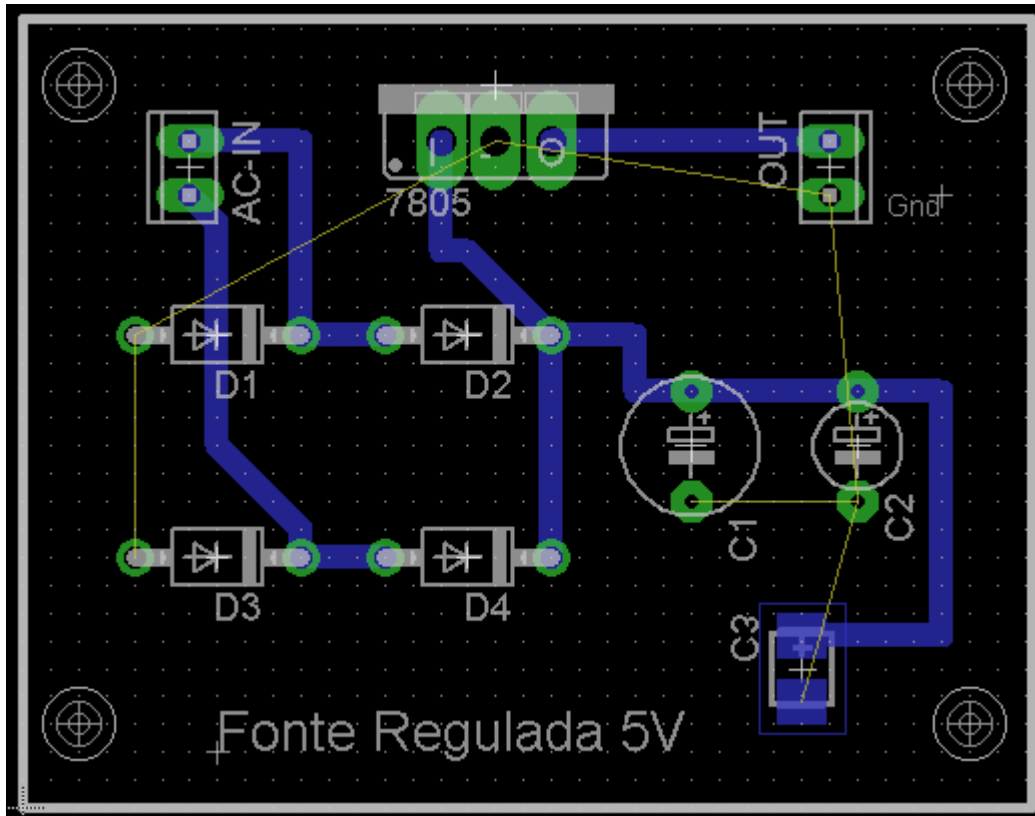 AC-IN
I - O
7805
OUT
Gnd
D1
D2
+
+
C1
C2
D3
D4
C3
+
Fonte Regulada 5V